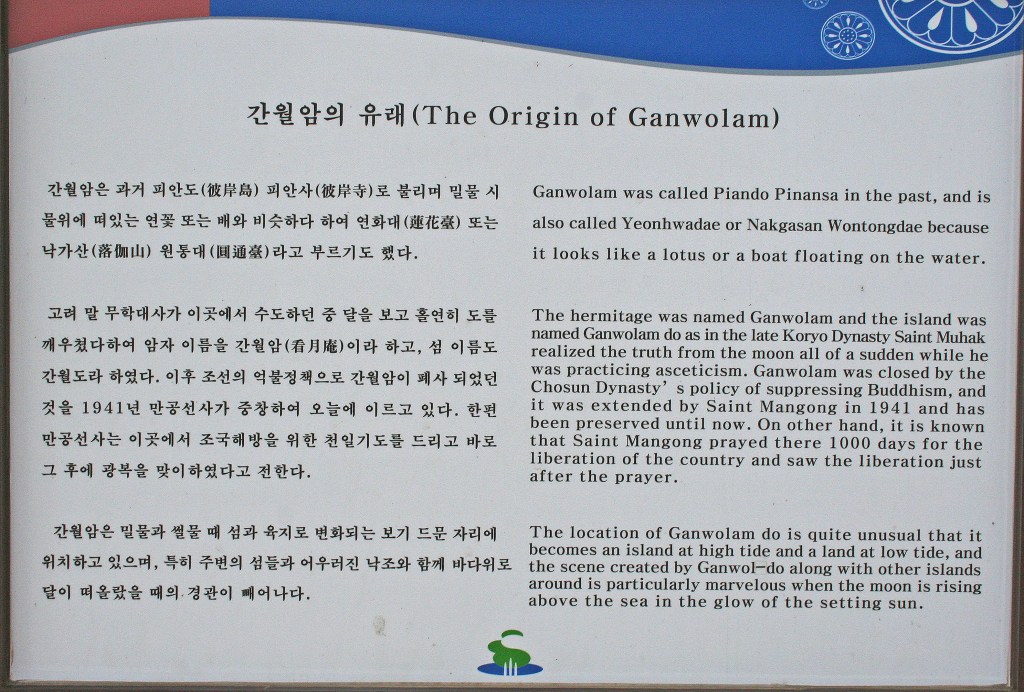 간월암의 유래(The Origin of Ganwolam)
간월암은 과거 피안도(彼岸島) 피안사(彼岸寺)로 불리며 밀물 시
물위에 떠있는 연꽃 또는 배와 비슷하다 하여 연화대(蓮花臺) 또는
낙가산(落伽山) 원통대(圓通臺)라고 부르기도 했다.
고려 말 무학대사가 이곳에서 수도하던 중 달을 보고 홀연히 도를
깨우쳤다하여 암자 이름을 간월암(看月庵)이라 하고, 섬 이름도
간월도라 하였다. 이후 조선의 억불정책으로 간월암이 폐사 되었던
것을 1941년 만공선사가 중창하여 오늘에 이르고 있다. 한편
만공선사는 이곳에서 조국해방을 위한 천일기도를 드리고 바로
그 후에 광복을 맞이하였다고 전한다.
간월암은 밀물과 썰물 때 섬과 육지로 변화되는 보기 드문 자리에
위치하고 있으며, 특히 주변의 섬들과 어우러진 낙조와 함께 바다위로
달이 떠올랐을 때의 경관이 빼어나다.
Ganwolam was called Piando Pinansa in the past, and is
also called Yeonhwadae or Nakgasan Wontongdae because
it looks like a lotus or a boat floating on the water.
The hermitage was named Ganwolam and the island was
named Ganwolam do as in the late Koryo Dynasty Saint Muhak
realized the truth from the moon all of a sudden while he
was practicing asceticism. Ganwolam was closed by the
Chosun Dynasty’s policy of suppressing Buddhism, and
it was extended by Saint Mangong in 1941 and has
been preserved until now. On other hand, it is known
that Saint Mangong prayed there 1000 days for the
liberation of the country and saw the liberation just
after the prayer.
The location of Ganwolam do is quite unusual that it
becomes an island at high tide and a land at low tide, and
the scene created by Ganwol-do along with other islands
around is particularly marvelous when the moon is rising
above the sea in the glow of the setting sun.